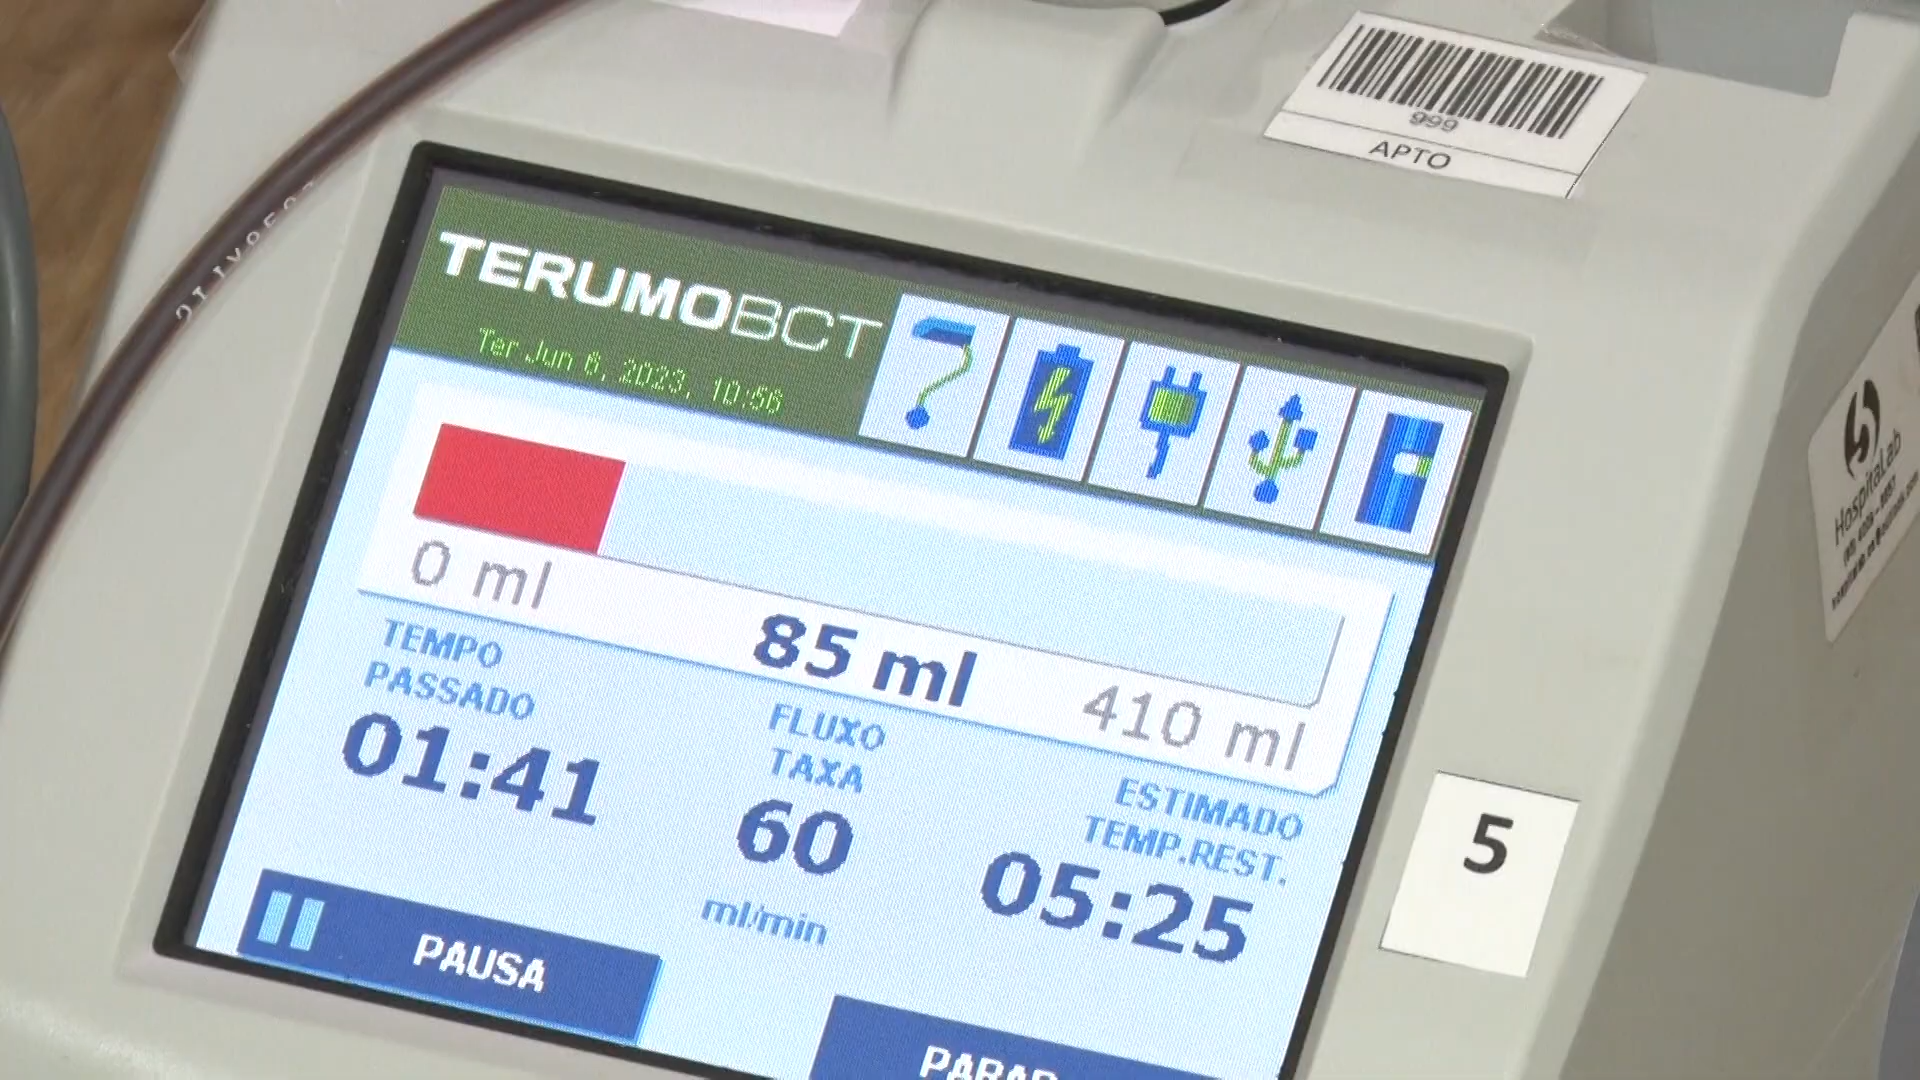 999
APTO
TERUMOBCT
Ter Jun 6, 2023, 10:56
0 ml
85 ml
410 ml
TEMPO
PASSADO
01:41
FLUXO
TAXA
60
ml/min
ESTIMADO
TEMP.REST.
05:25
PAUSA
PARAR
5
HospitaLab